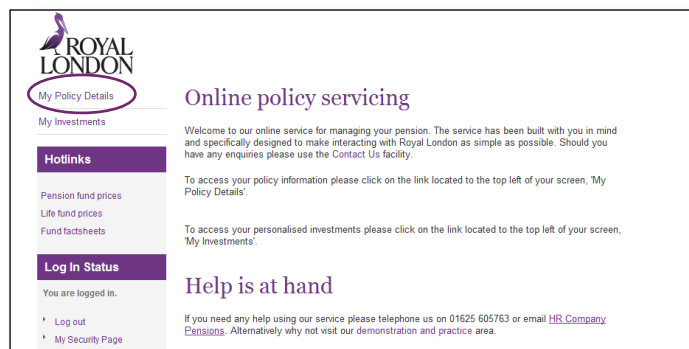 ROYAL
LONDON
My Policy Details
My Investments
Hotlinks
Pension fund prices
Life fund prices
Fund factsheets
Log In Status
You are logged in.
Log out
My Security Page
Online policy servicing
Welcome to our online service for managing your pension. The service has been built with you in mind
and specifically designed to make interacting with Royal London as simple as possible. Should you
have any enquiries please use the Contact Us facility.
To access your policy information please click on the link located to the top left of your screen, 'My
Policy Details'.
To access your personalised investments please click on the link located to the top left of your screen,
'My Investments'.
Help is at hand
If you need any help using our service please telephone us on 01625 605763 or email HR Company
Pensions. Alternatively why not visit our demonstration and practice area.